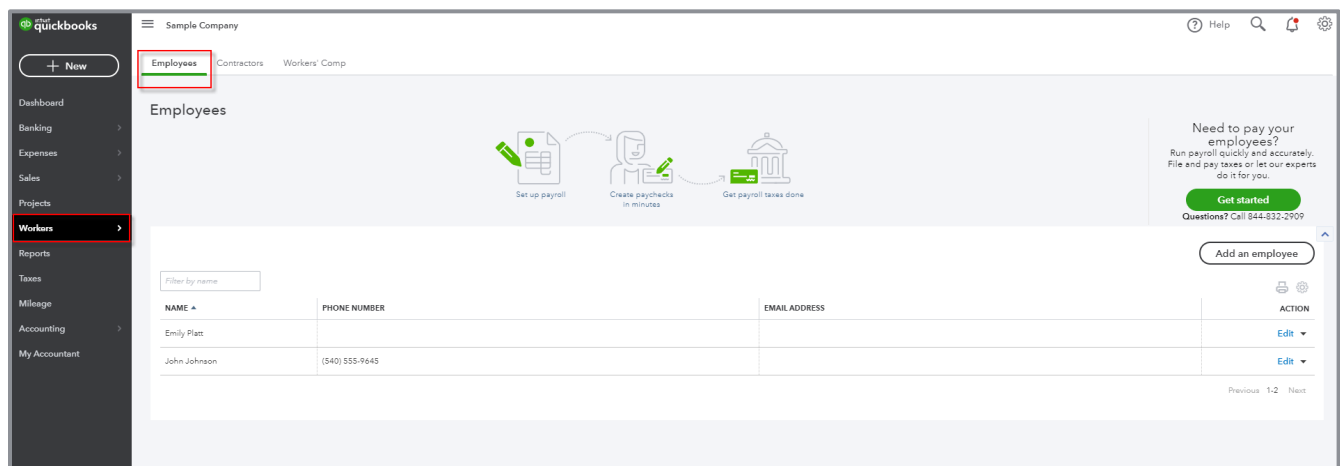 qb intuit quickbooks
Sample Company
Help
+ New
Employees Contractors Workers' Comp
Dashboard
Banking
Expenses
Sales
Projects
Workers
Reports
Taxes
Mileage
Accounting
My Accountant
Employees
Set up payroll
Create paychecks
in minutes
Get payroll taxes done
Need to pay your
employees?
Run payroll quickly and accurately.
File and pay taxes or let our experts
do it for you.
Get started
Questions? Call 844-832-2909
Add an employee
Filter by name
NAME PHONE NUMBER EMAIL ADDRESS ACTION
Emily Platt Edit
John Johnson (540) 555-9645 Edit
Previous 1-2 Next